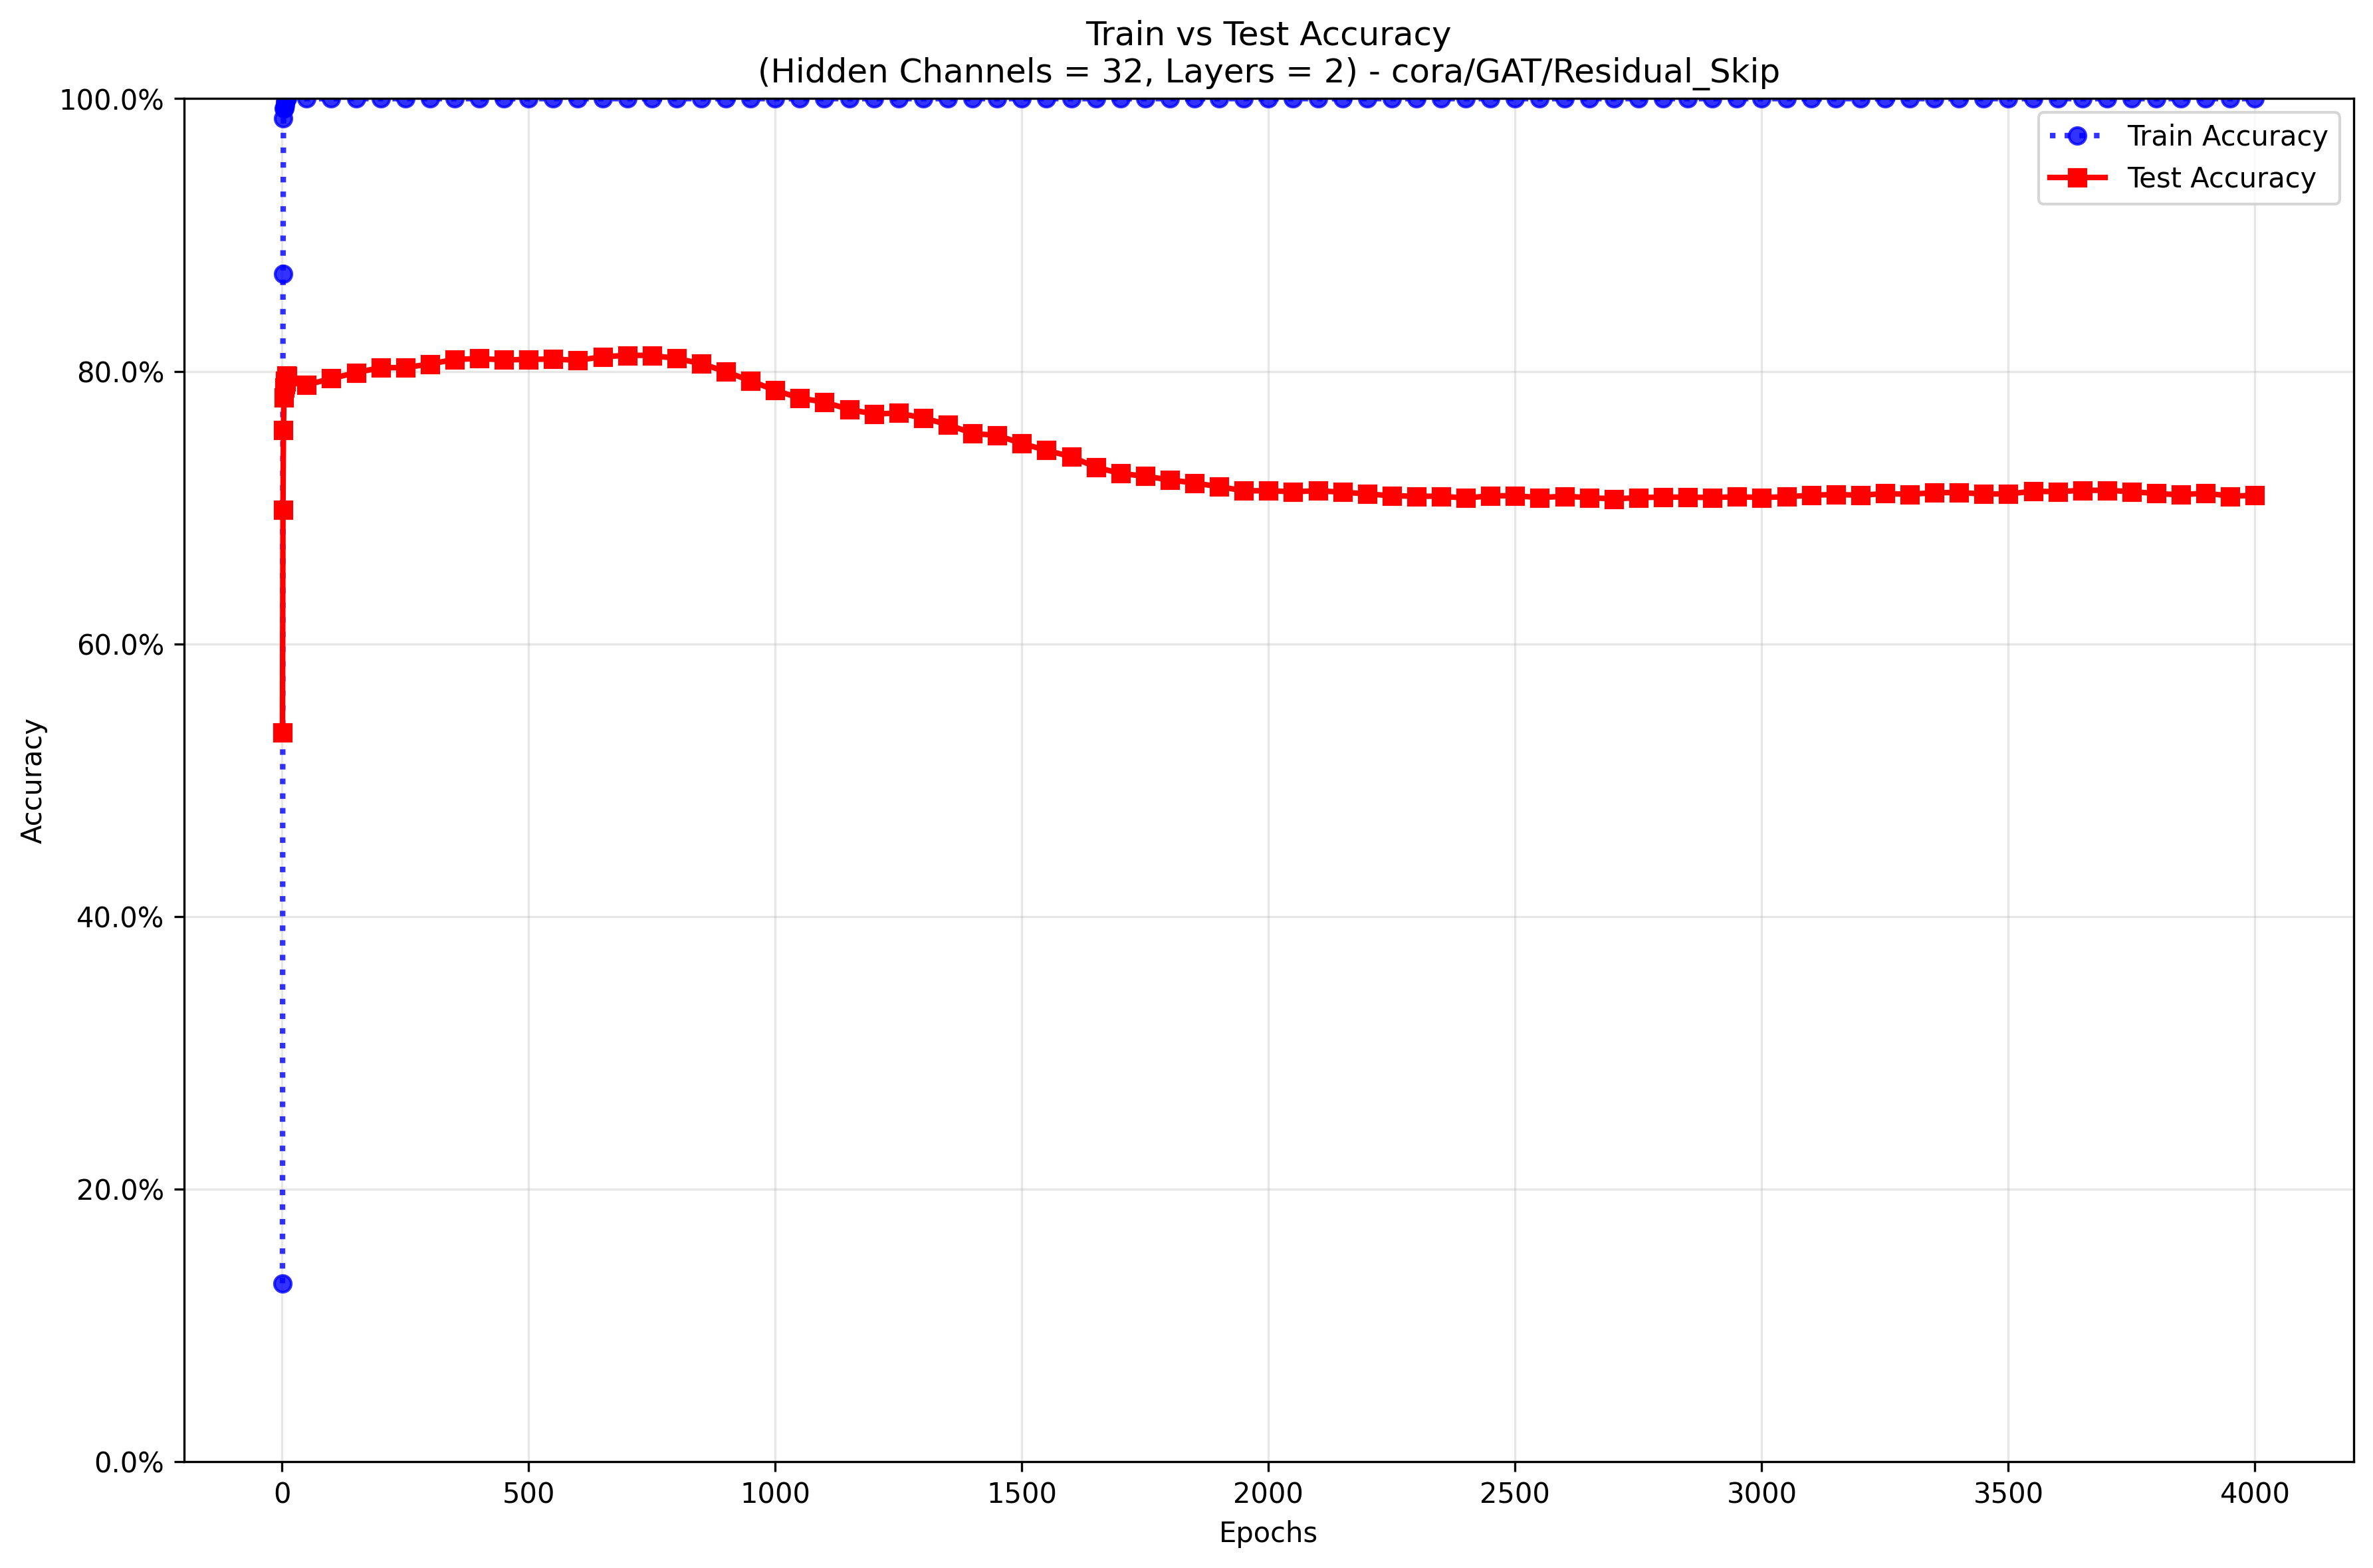 Train vs Test Accuracy
(Hidden Channels = 32, Layers = 2) - cora/GAT/Residual_Skip
100.0%
80.0%
60.0%
40.0%
20.0%
0.0%
Accuracy
Train Accuracy
Test Accuracy
0
500
1000
1500
2000
2500
3000
3500
4000
Epochs